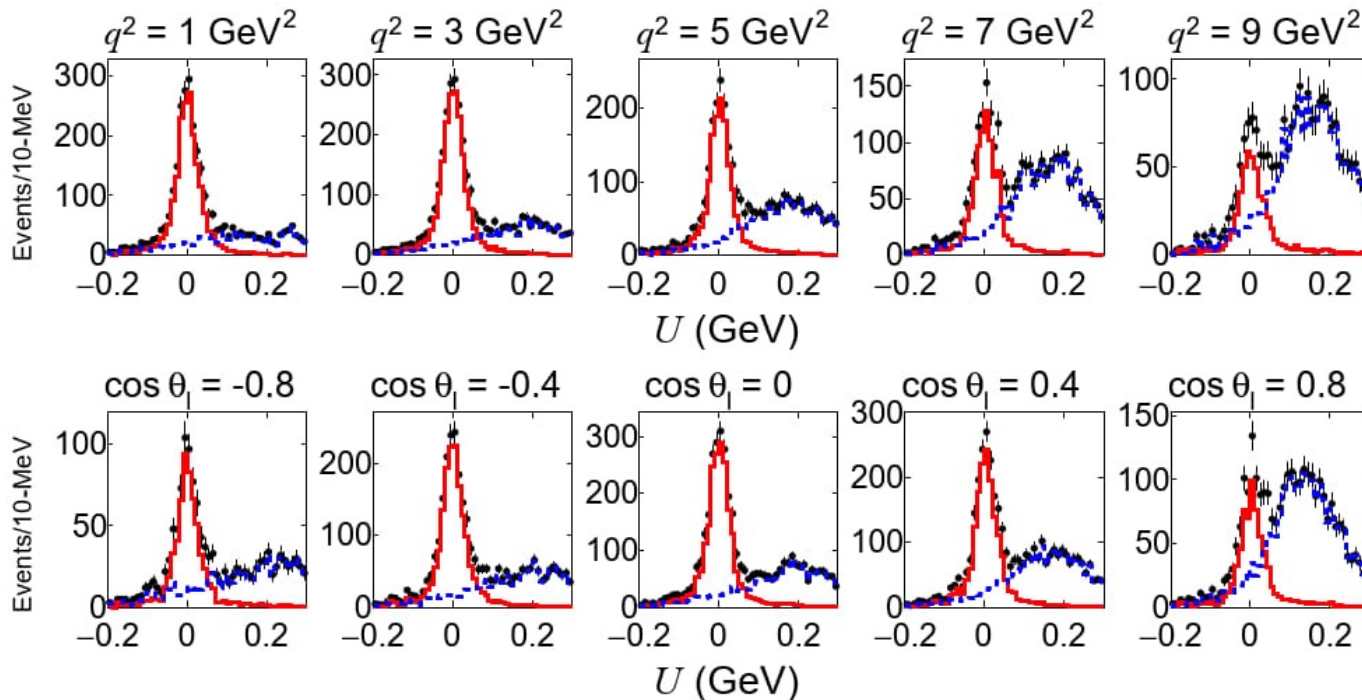 q² = 1 GeV² q² = 3 GeV² q² = 5 GeV² q² = 7 GeV² q² = 9 GeV²
Events/10-MeV
300 200 100 0
300 200 100 0
200 100 0
150 100 50 0
100 50 0
−0.2 0 0.2 −0.2 0 0.2 −0.2 0 0.2 −0.2 0 0.2 −0.2 0 0.2
U (GeV)
cos θ_l = -0.8 cos θ_l = -0.4 cos θ_l = 0 cos θ_l = 0.4 cos θ_l = 0.8
Events/10-MeV
100 50 0
200 100 0
300 200 100 0
300 200 100 0
150 100 50 0
−0.2 0 0.2 −0.2 0 0.2 −0.2 0 0.2 −0.2 0 0.2 −0.2 0 0.2
U (GeV)